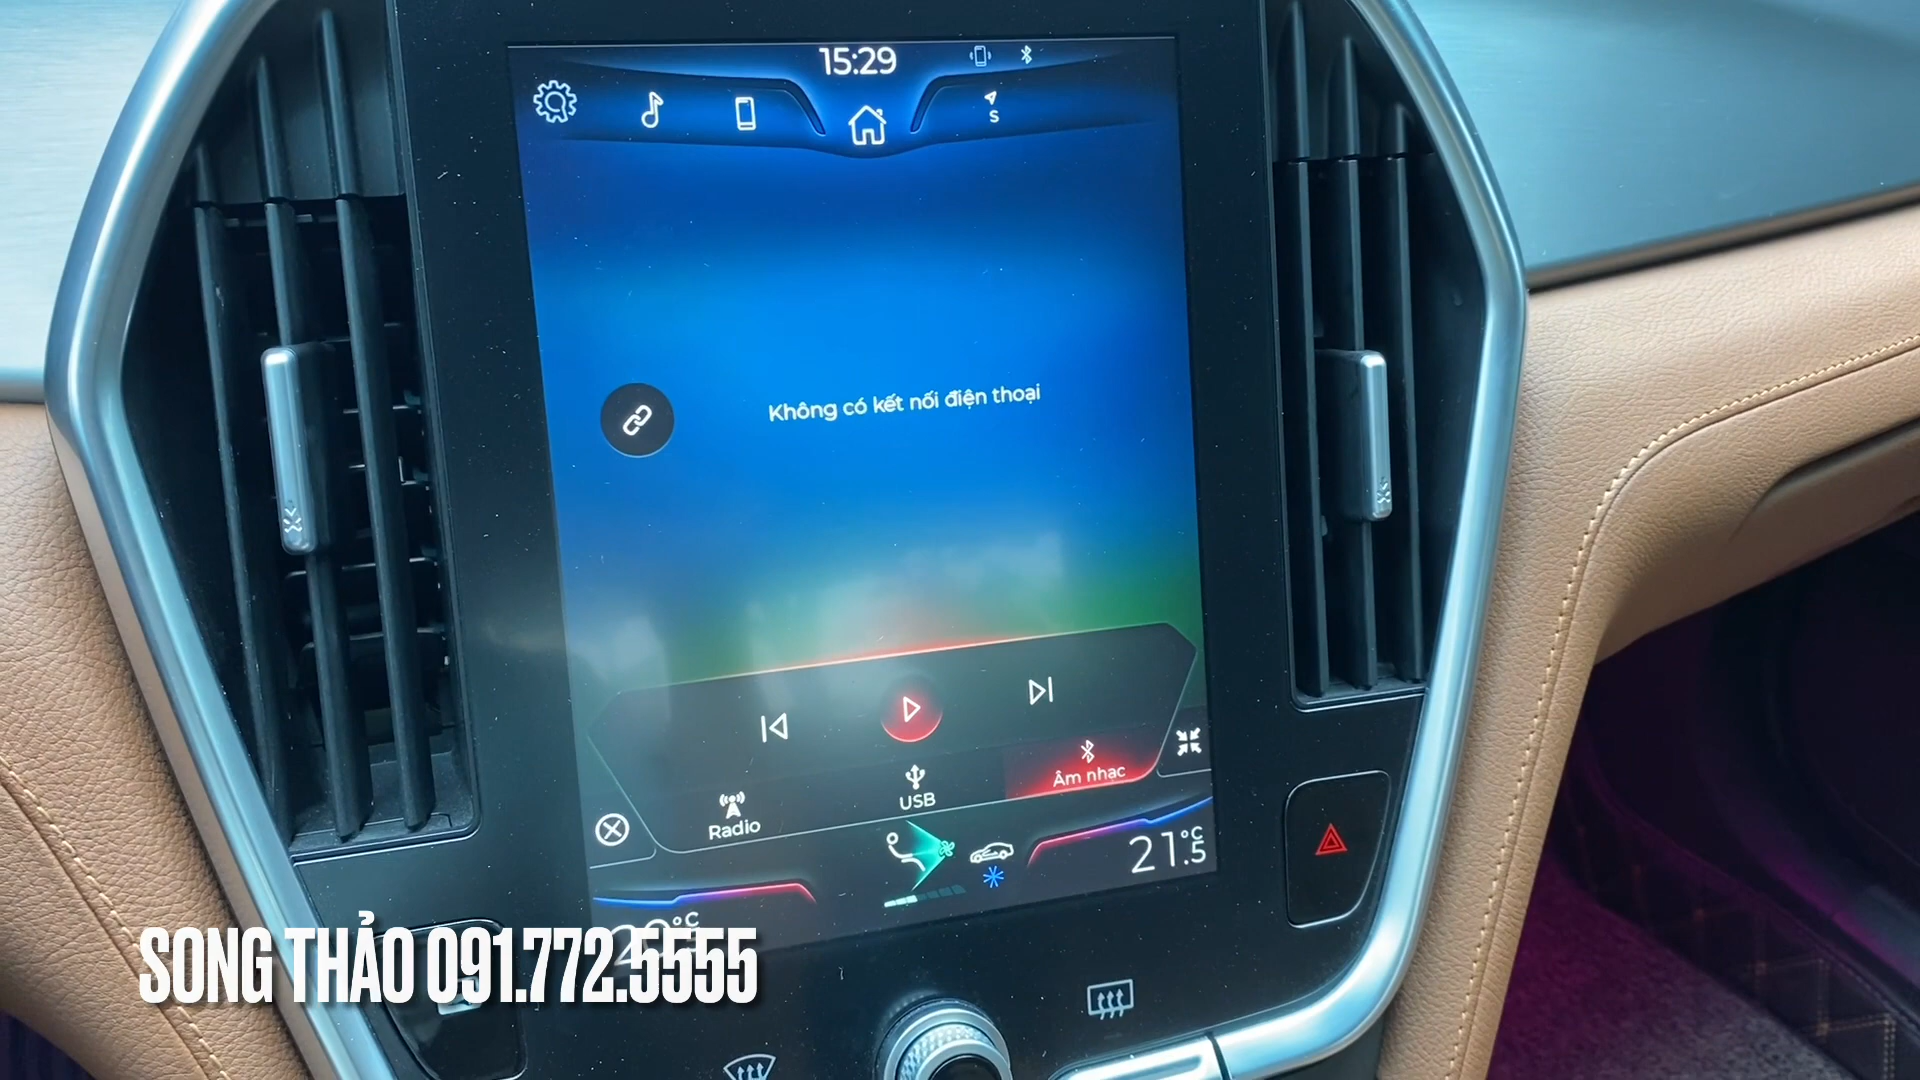 15:29
S
Không có kết nối điện thoại
Âm nhạc
USB
Radio
21.5°C
°C
SONG THẢO 091.772.5555